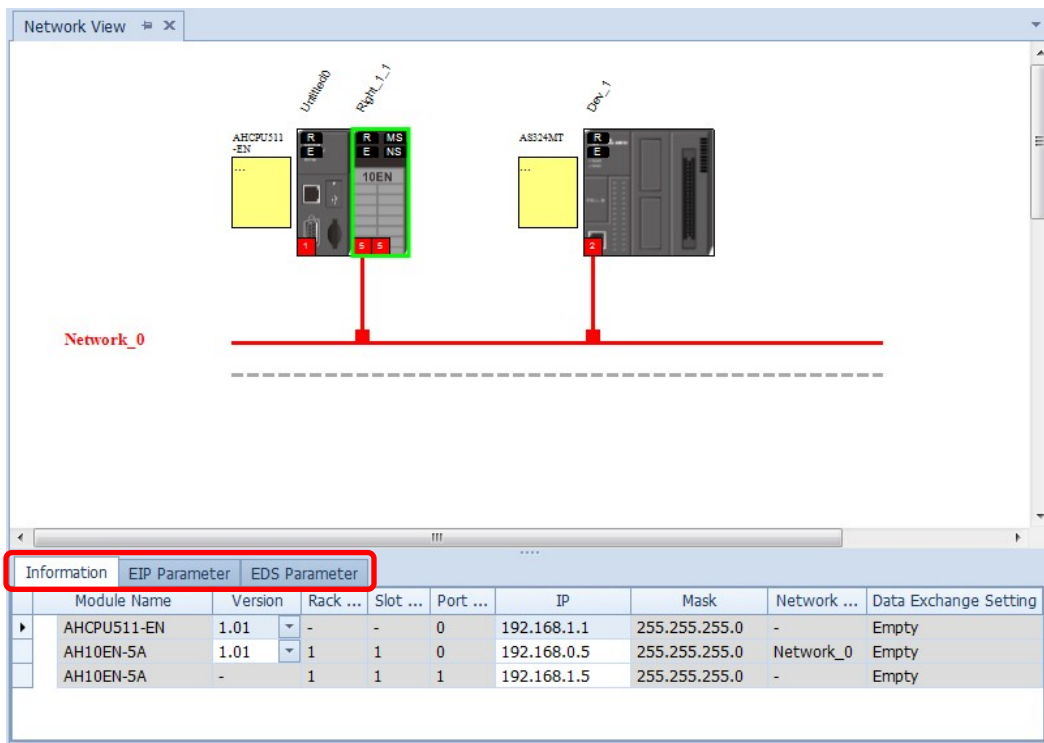 Network View
Untitled0
Right_1_1
Dev_1
AHCPU511
-EN
...
R
E
1
R MS
E NS
10EN
5 5
AS324MT
...
R
E
2
Network_0
Information EIP Parameter EDS Parameter
Module Name Version Rack ... Slot ... Port ... IP Mask Network ... Data Exchange Setting
AHCPU511-EN 1.01 - - 0 192.168.1.1 255.255.255.0 - Empty
AH10EN-5A 1.01 1 1 0 192.168.0.5 255.255.255.0 Network_0 Empty
AH10EN-5A - 1 1 1 192.168.1.5 255.255.255.0 - Empty